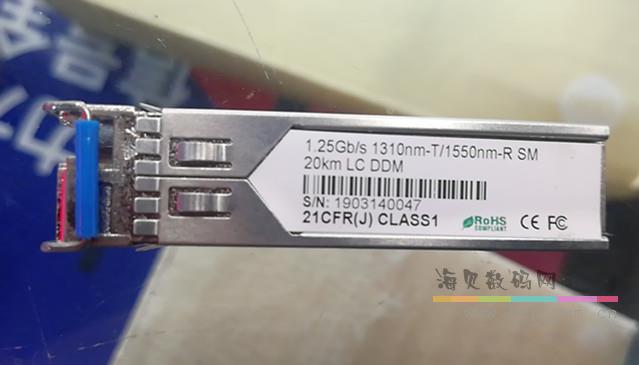 1.25Gb/s 1310nm-T/1550nm-R SM
20km LC DDM
S/N: 1903140047
21CFR(J) CLASS1
RoHS
COMPLIANT
CE FC
海贝数码网